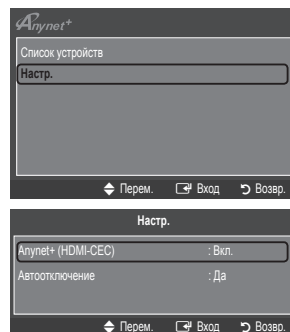 Anynet+
Список устройств
Настр.
Перем. Вход Возвр.
Настр.
Anynet+ (HDMI-CEC) : Вкл.
Автоотключение : Да
Перем. Вход Возвр.